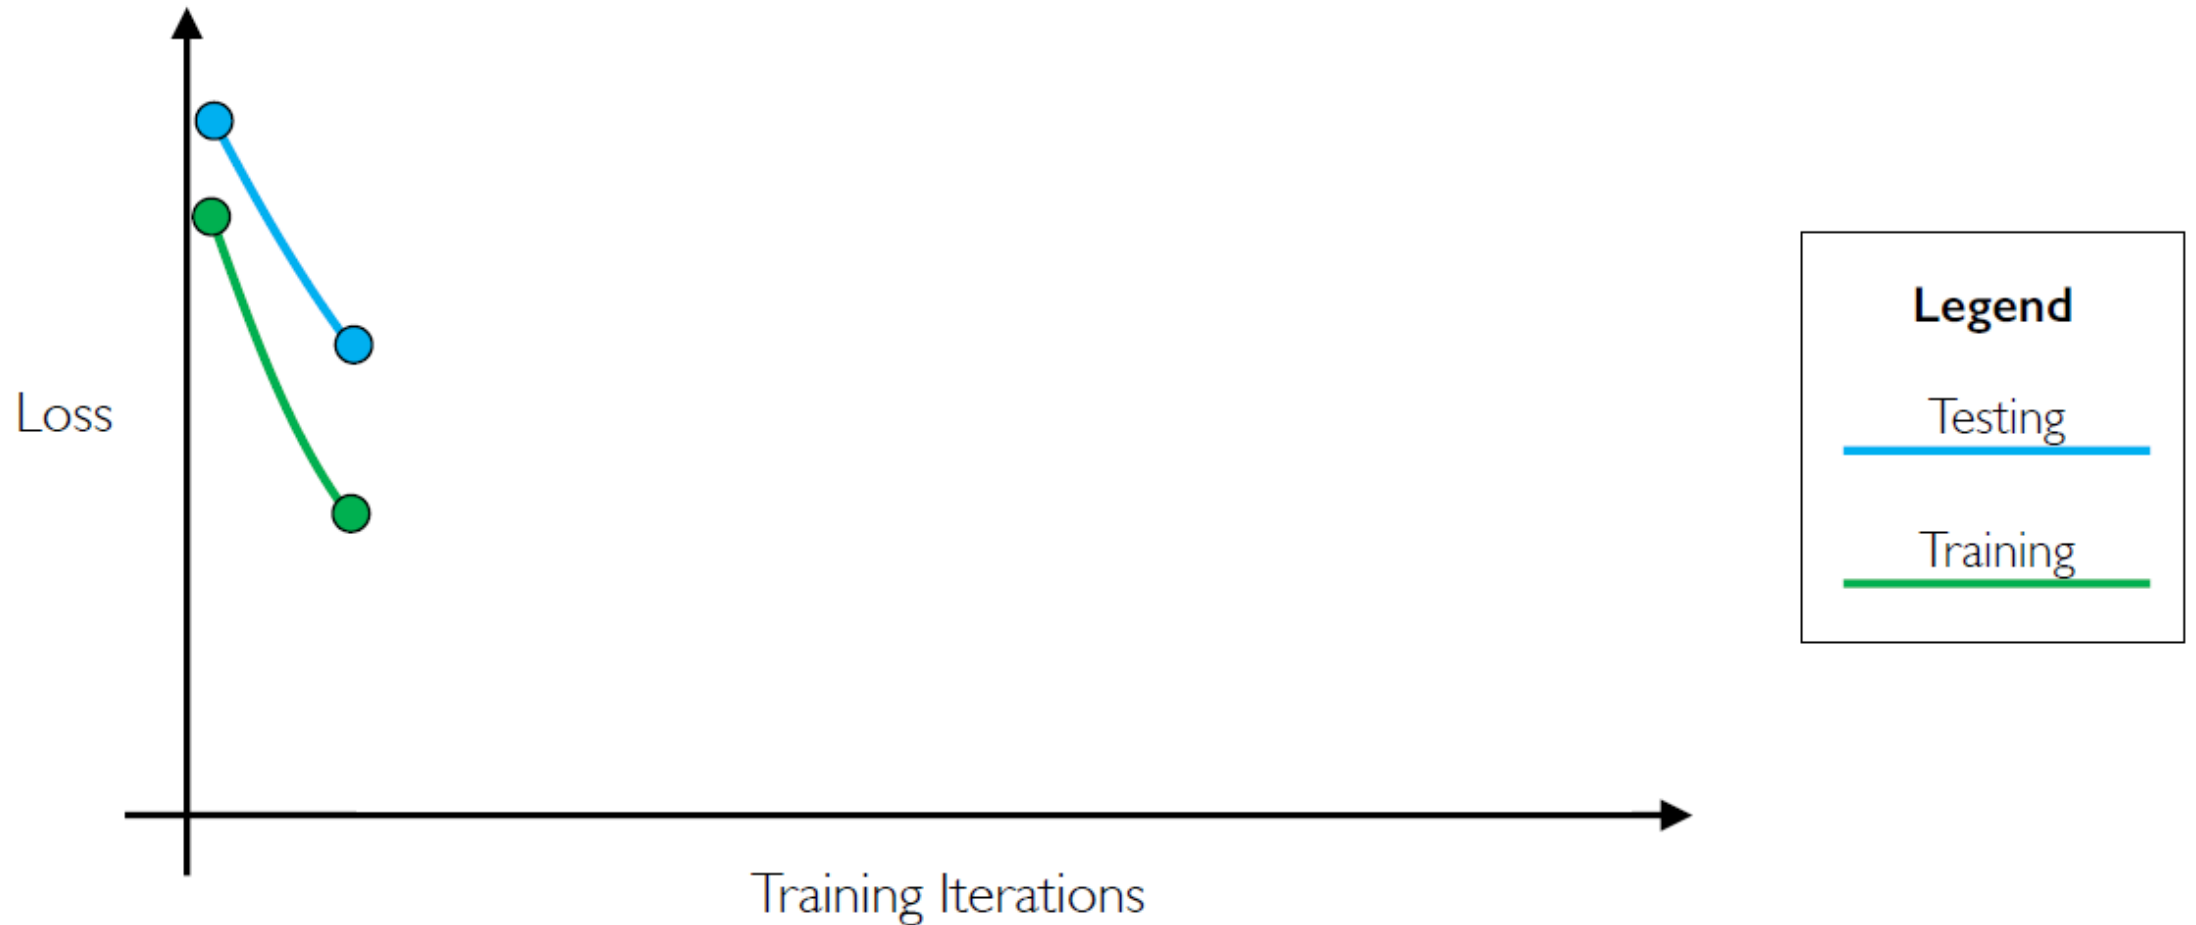 Loss
Training Iterations
Legend
Testing
Training